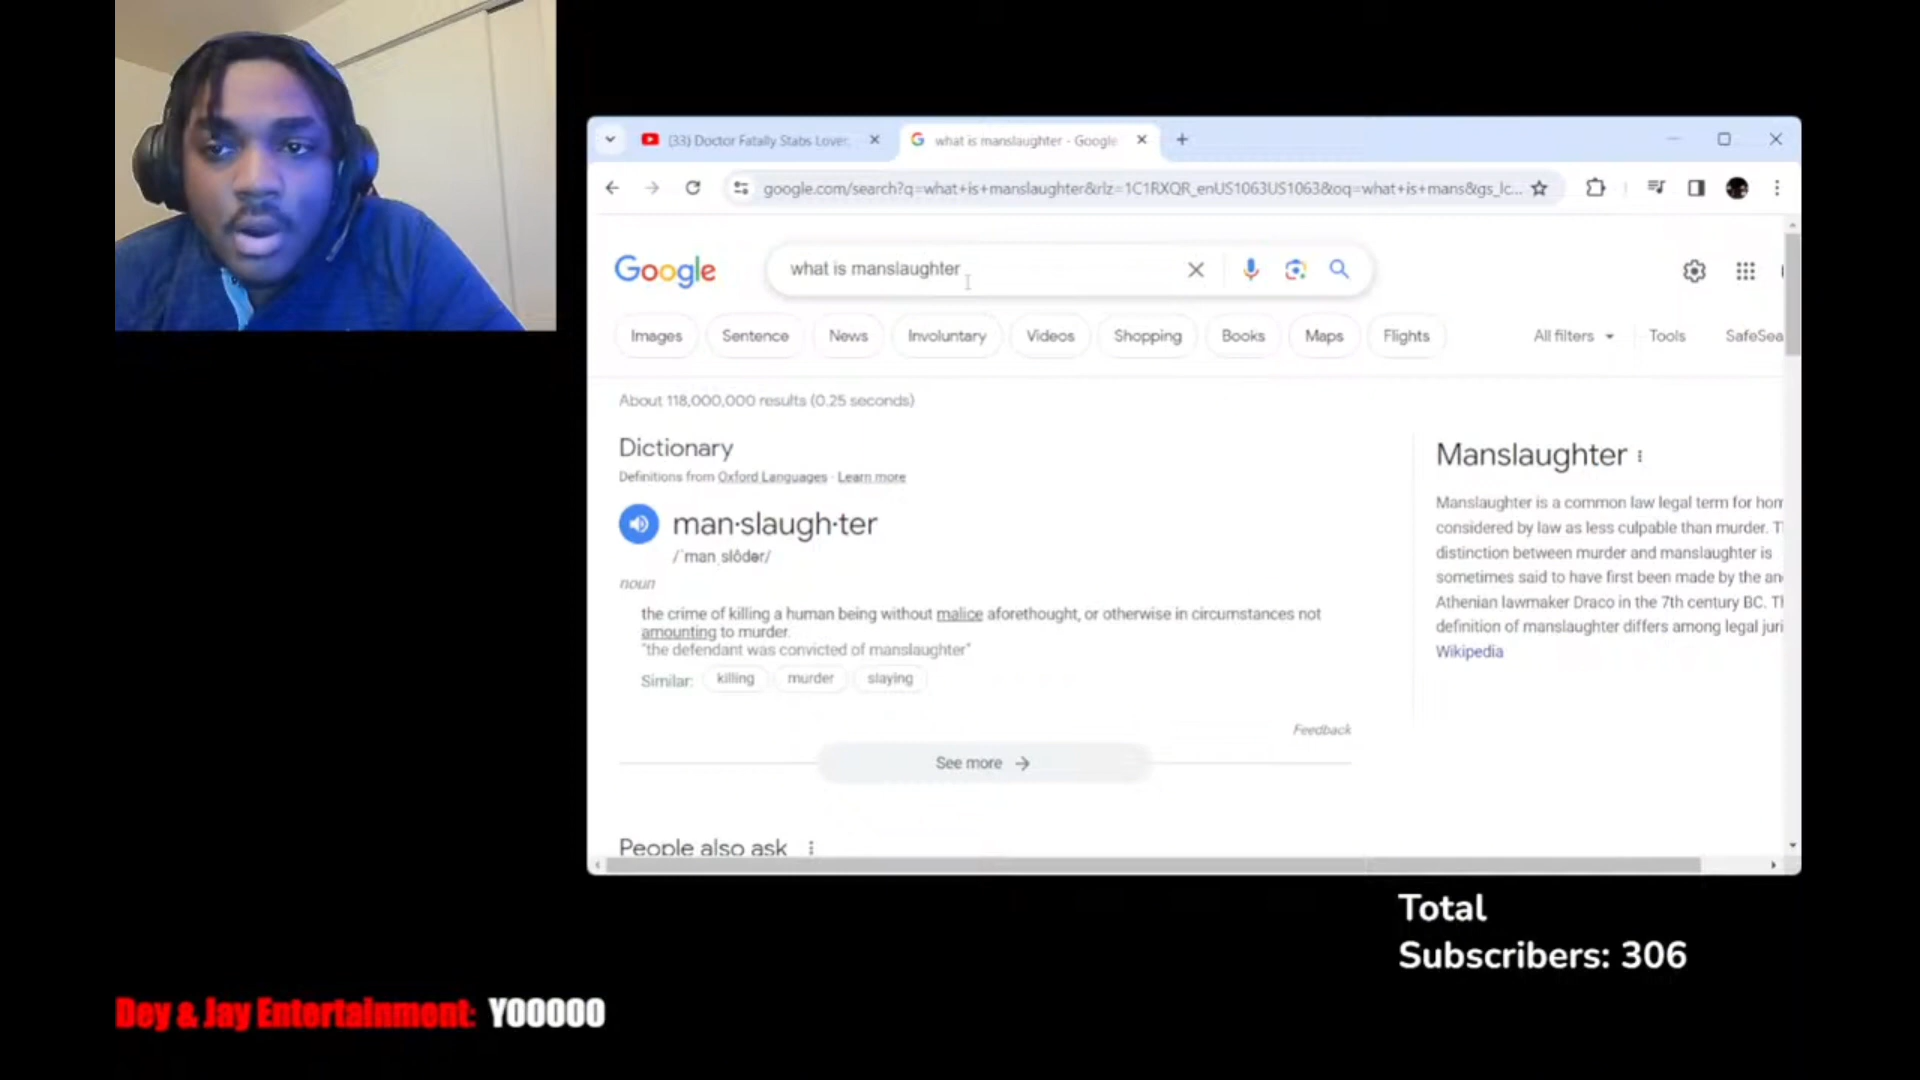 (33) Doctor Fatally Stabs Lover,
what is manslaughter - Google
google.com/search?q=what+is+manslaughter&rlz=1C1RXQR_enUS1063US1063&oq=what+is+mans&gs_lc...
Google
what is manslaughter
Images
Sentence
News
Involuntary
Videos
Shopping
Books
Maps
Flights
All filters
Tools
SafeSea
About 118,000,000 results (0.25 seconds)
Dictionary
Definitions from Oxford Languages · Learn more
man·slaugh·ter
/ˈmanˌslôdər/
noun
the crime of killing a human being without malice aforethought, or otherwise in circumstances not
amounting to murder.
"the defendant was convicted of manslaughter"
Similar:
killing
murder
slaying
Feedback
See more
People also ask
Manslaughter
Manslaughter is a common law legal term for hom
considered by law as less culpable than murder. T
distinction between murder and manslaughter is
sometimes said to have first been made by the an
Athenian lawmaker Draco in the 7th century BC. Th
definition of manslaughter differs among legal juri
Wikipedia
Total
Subscribers: 306
Dey & Jay Entertainment: YOOOOO